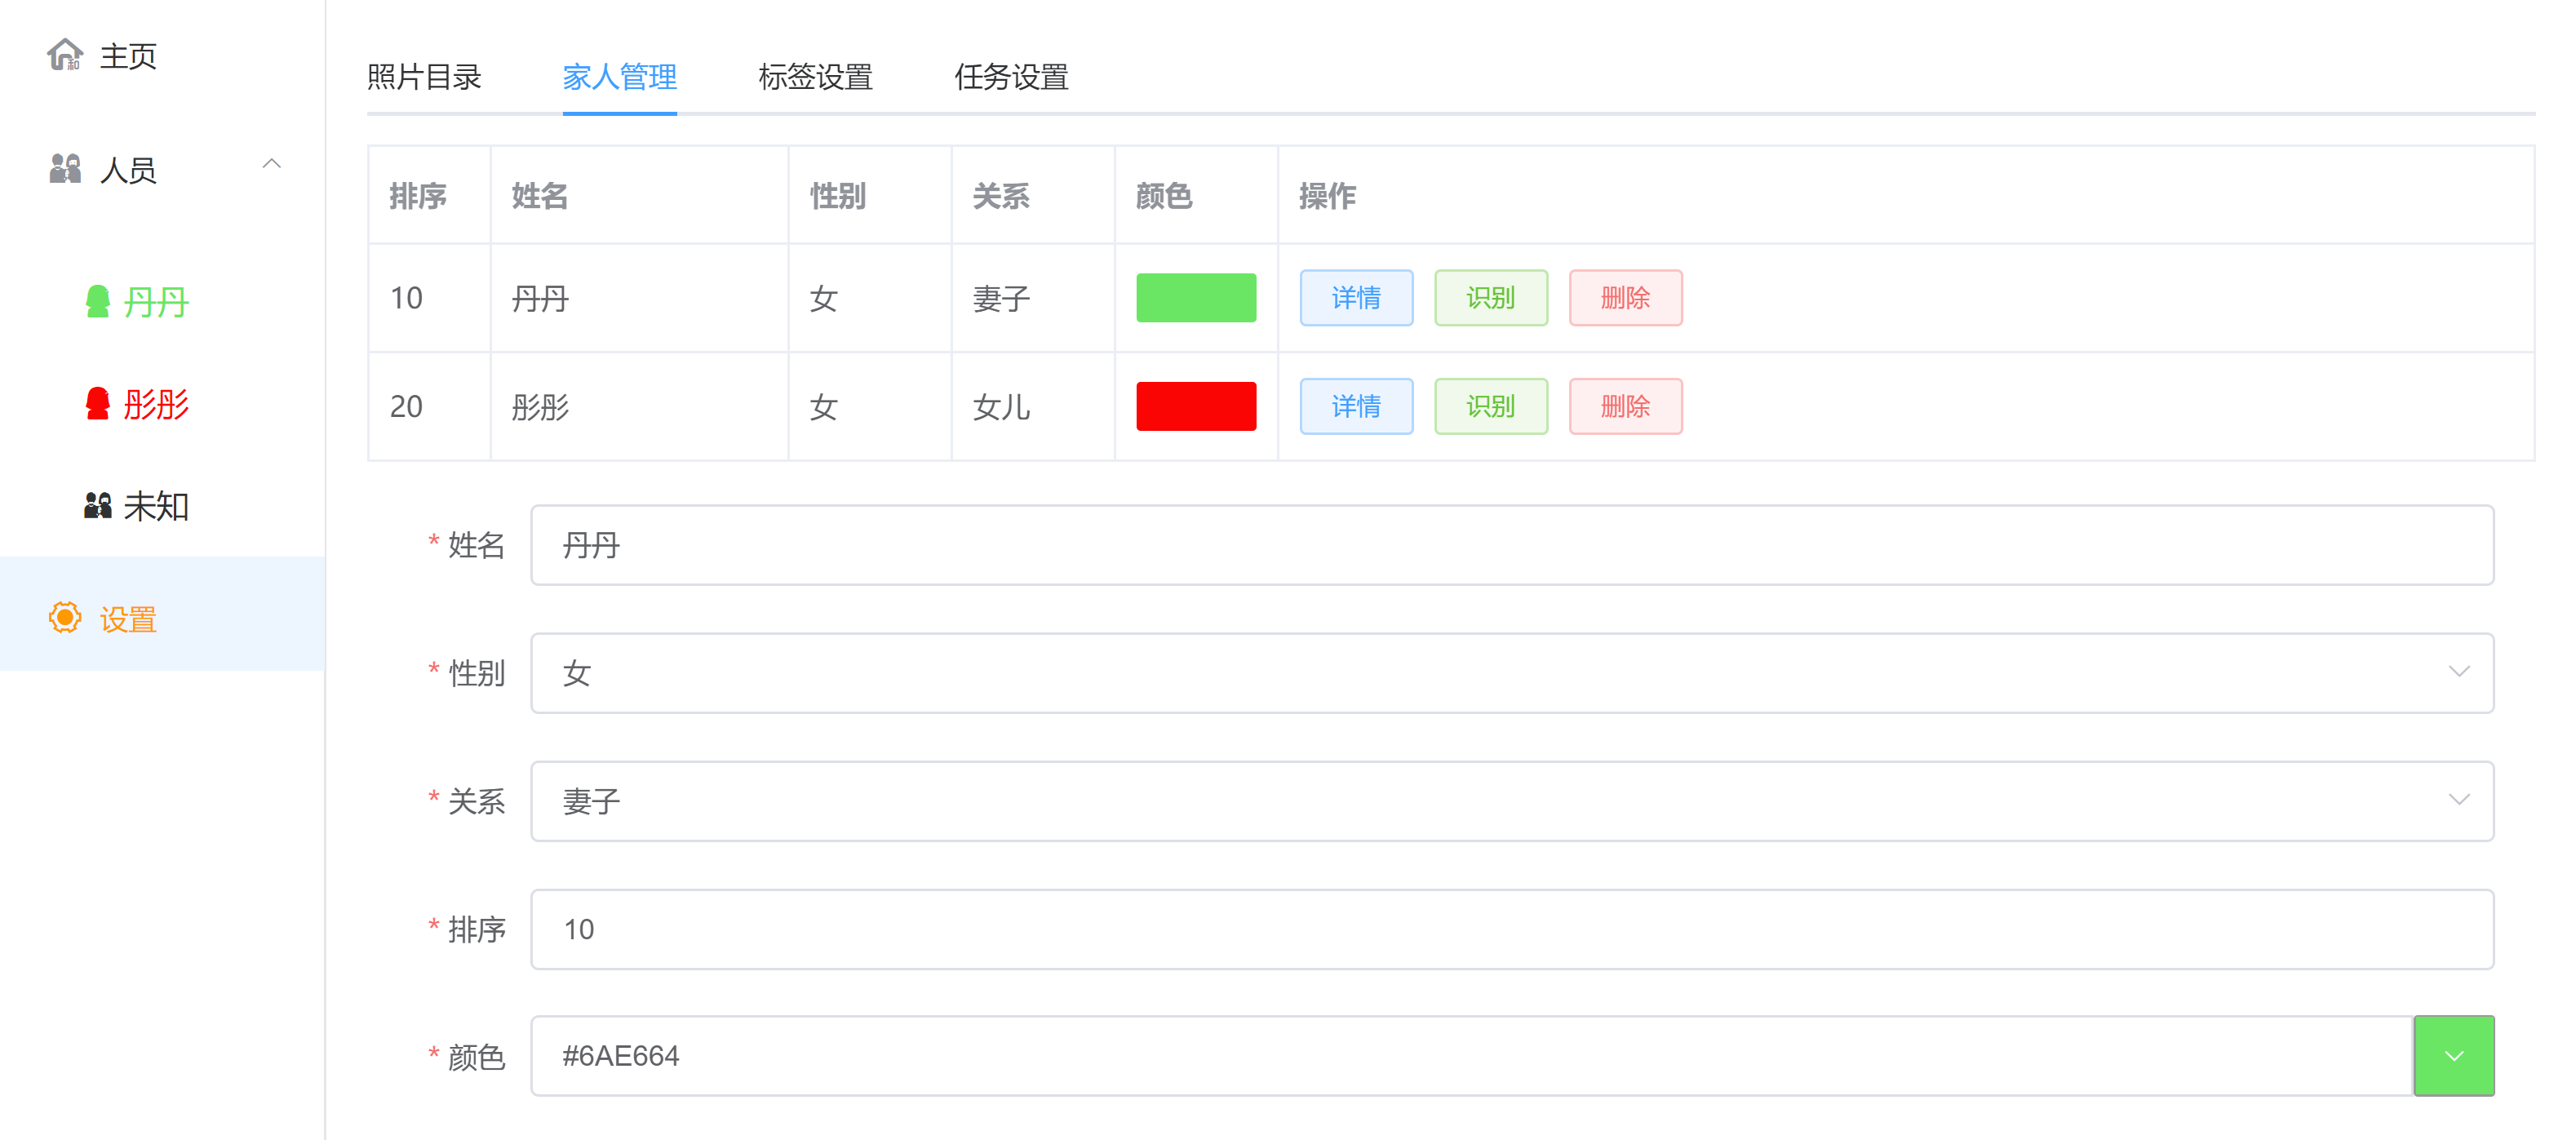 主页
人员
丹丹
彤彤
未知
设置
照片目录 家人管理 标签设置 任务设置
排序 姓名 性别 关系 颜色 操作
10 丹丹 女 妻子 详情 识别 删除
20 彤彤 女 女儿 详情 识别 删除
* 姓名 丹丹
* 性别 女
* 关系 妻子
* 排序 10
* 颜色 #6AE664